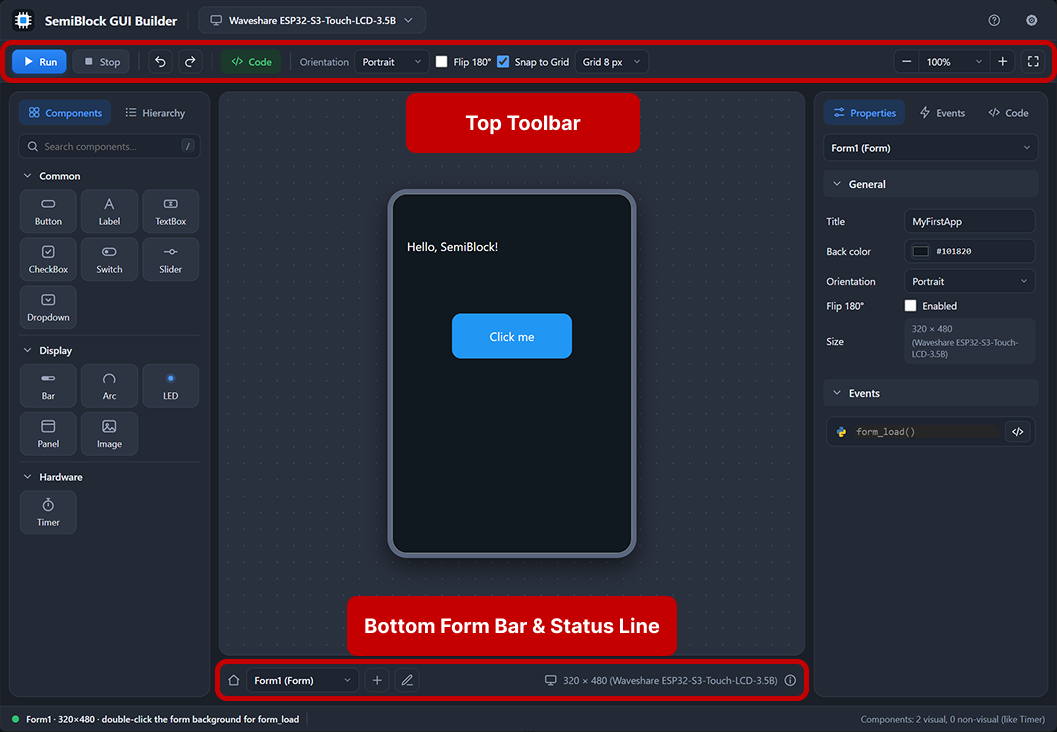 SemiBlock GUI Builder
Waveshare ESP32-S3-Touch-LCD-3.5B
Run Stop </> Code Orientation Portrait Flip 180° Snap to Grid Grid 8 px 100%
Components Hierarchy
Search components... /
Common
Button Label TextBox
CheckBox Switch Slider
Dropdown
Display
Bar Arc LED
Panel Image
Hardware
Timer
Top Toolbar
Hello, SemiBlock!
Click me
Bottom Form Bar & Status Line
Form1 (Form) 320 × 480 (Waveshare ESP32-S3-Touch-LCD-3.5B)
Properties Events </> Code
Form1 (Form)
General
Title MyFirstApp
Back color #101820
Orientation Portrait
Flip 180° Enabled
Size 320 × 480
(Waveshare ESP32-S3-Touch-
LCD-3.5B)
Events
form_load() </>
Form1 · 320×480 · double-click the form background for form_load
Components: 2 visual, 0 non-visual (like Timer)